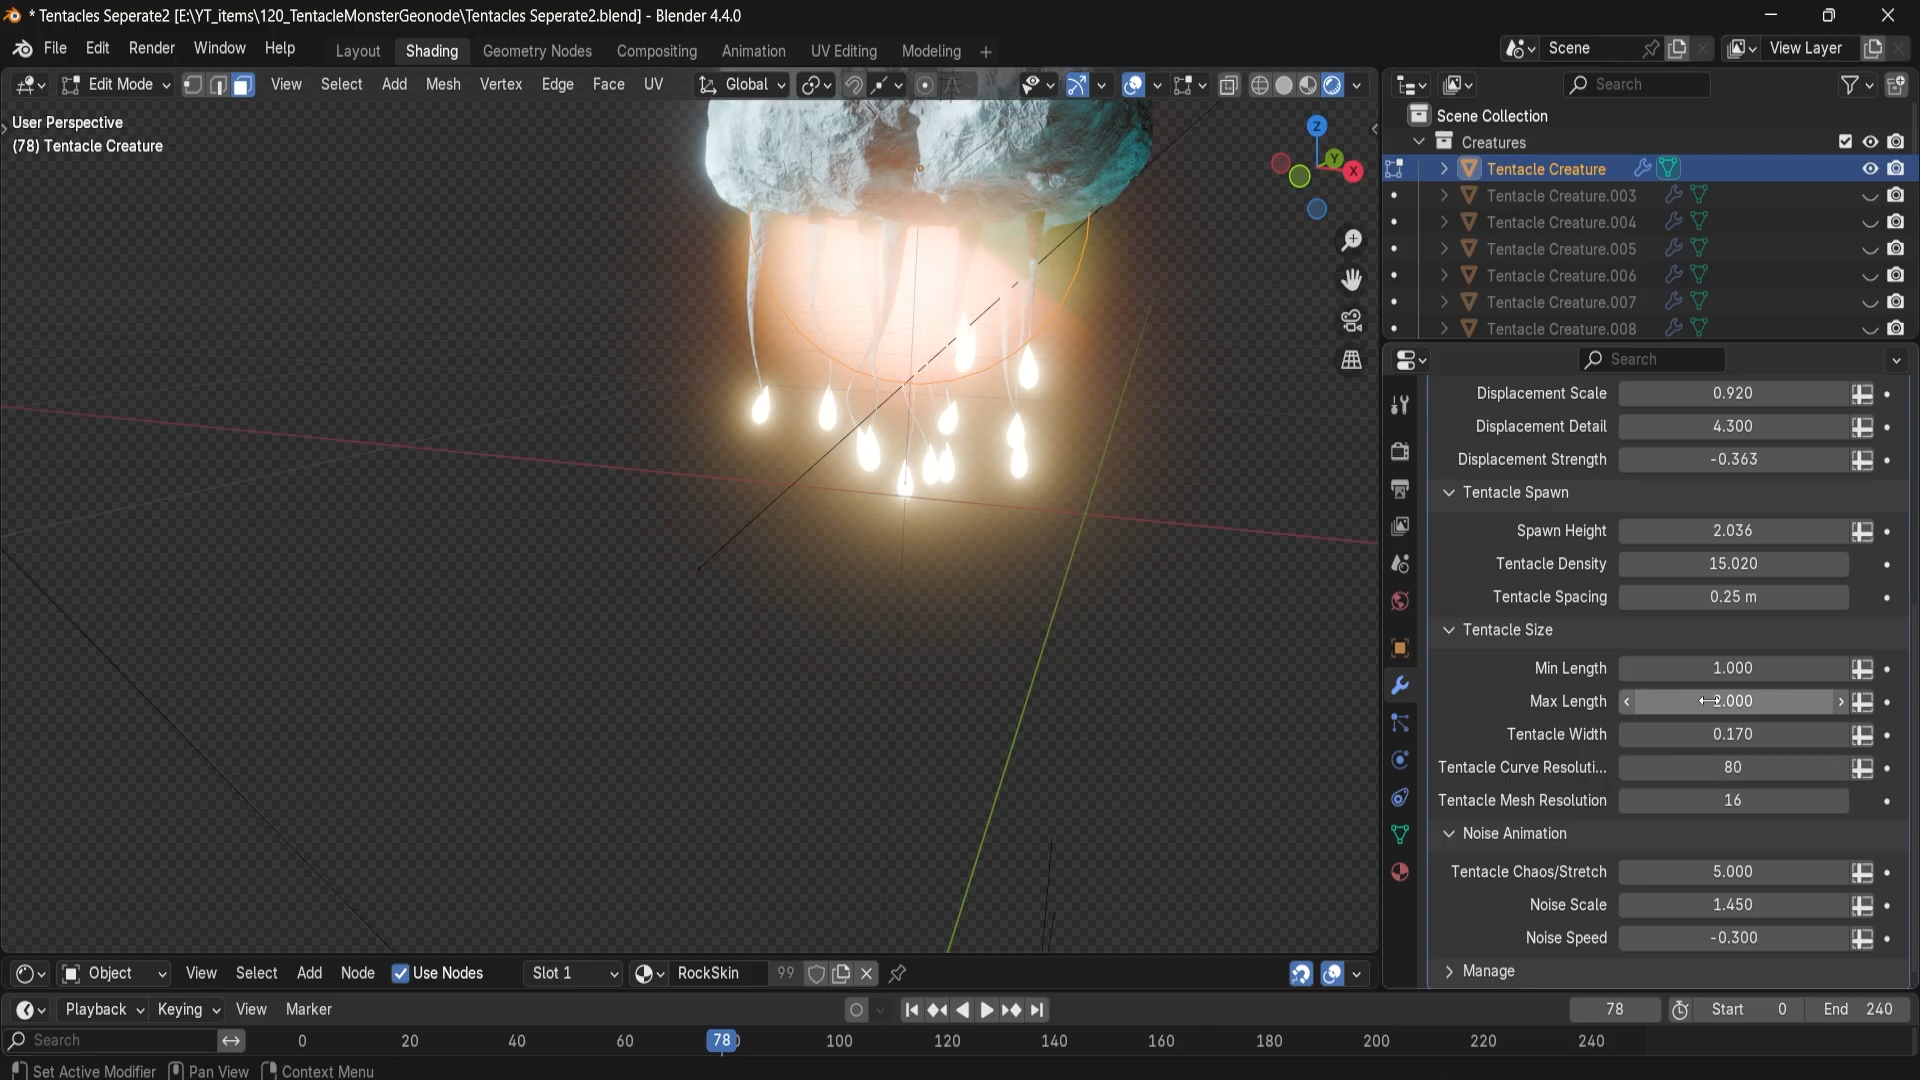 * Tentacles Seperate2 [E:\YT_items\120_TentacleMonsterGeonode\Tentacles Seperate2.blend] - Blender 4.4.0
File Edit Render Window Help Layout Shading Geometry Nodes Compositing Animation UV Editing Modeling + Scene View Layer
Edit Mode View Select Add Mesh Vertex Edge Face UV Global Search
User Perspective
(78) Tentacle Creature
Z
Y
X
Scene Collection
Creatures
Tentacle Creature
Tentacle Creature.003
Tentacle Creature.004
Tentacle Creature.005
Tentacle Creature.006
Tentacle Creature.007
Tentacle Creature.008
Search
Displacement Scale 0.920
Displacement Detail 4.300
Displacement Strength -0.363
Tentacle Spawn
Spawn Height 2.036
Tentacle Density 15.020
Tentacle Spacing 0.25 m
Tentacle Size
Min Length 1.000
Max Length .000
Tentacle Width 0.170
Tentacle Curve Resoluti... 80
Tentacle Mesh Resolution 16
Noise Animation
Tentacle Chaos/Stretch 5.000
Noise Scale 1.450
Noise Speed -0.300
Manage
Object View Select Add Node Use Nodes Slot 1 RockSkin 99
Playback Keying View Marker 78 Start 0 End 240
Search 0 20 40 60 78 100 120 140 160 180 200 220 240
Set Active Modifier Pan View Context Menu